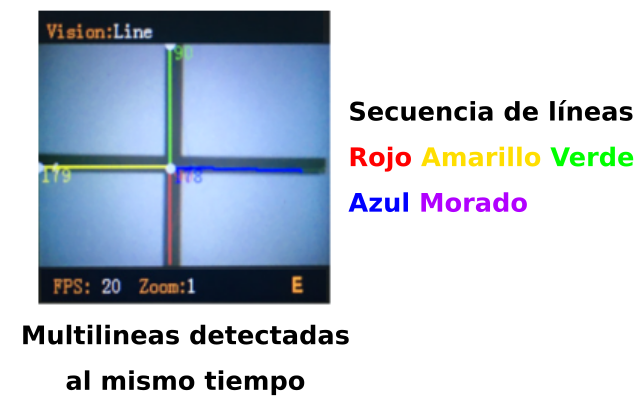 Vision:Line
90
179
178
FPS: 20 Zoom:1 E
Secuencia de líneas
Rojo Amarillo Verde
Azul Morado
Multilineas detectadas
al mismo tiempo